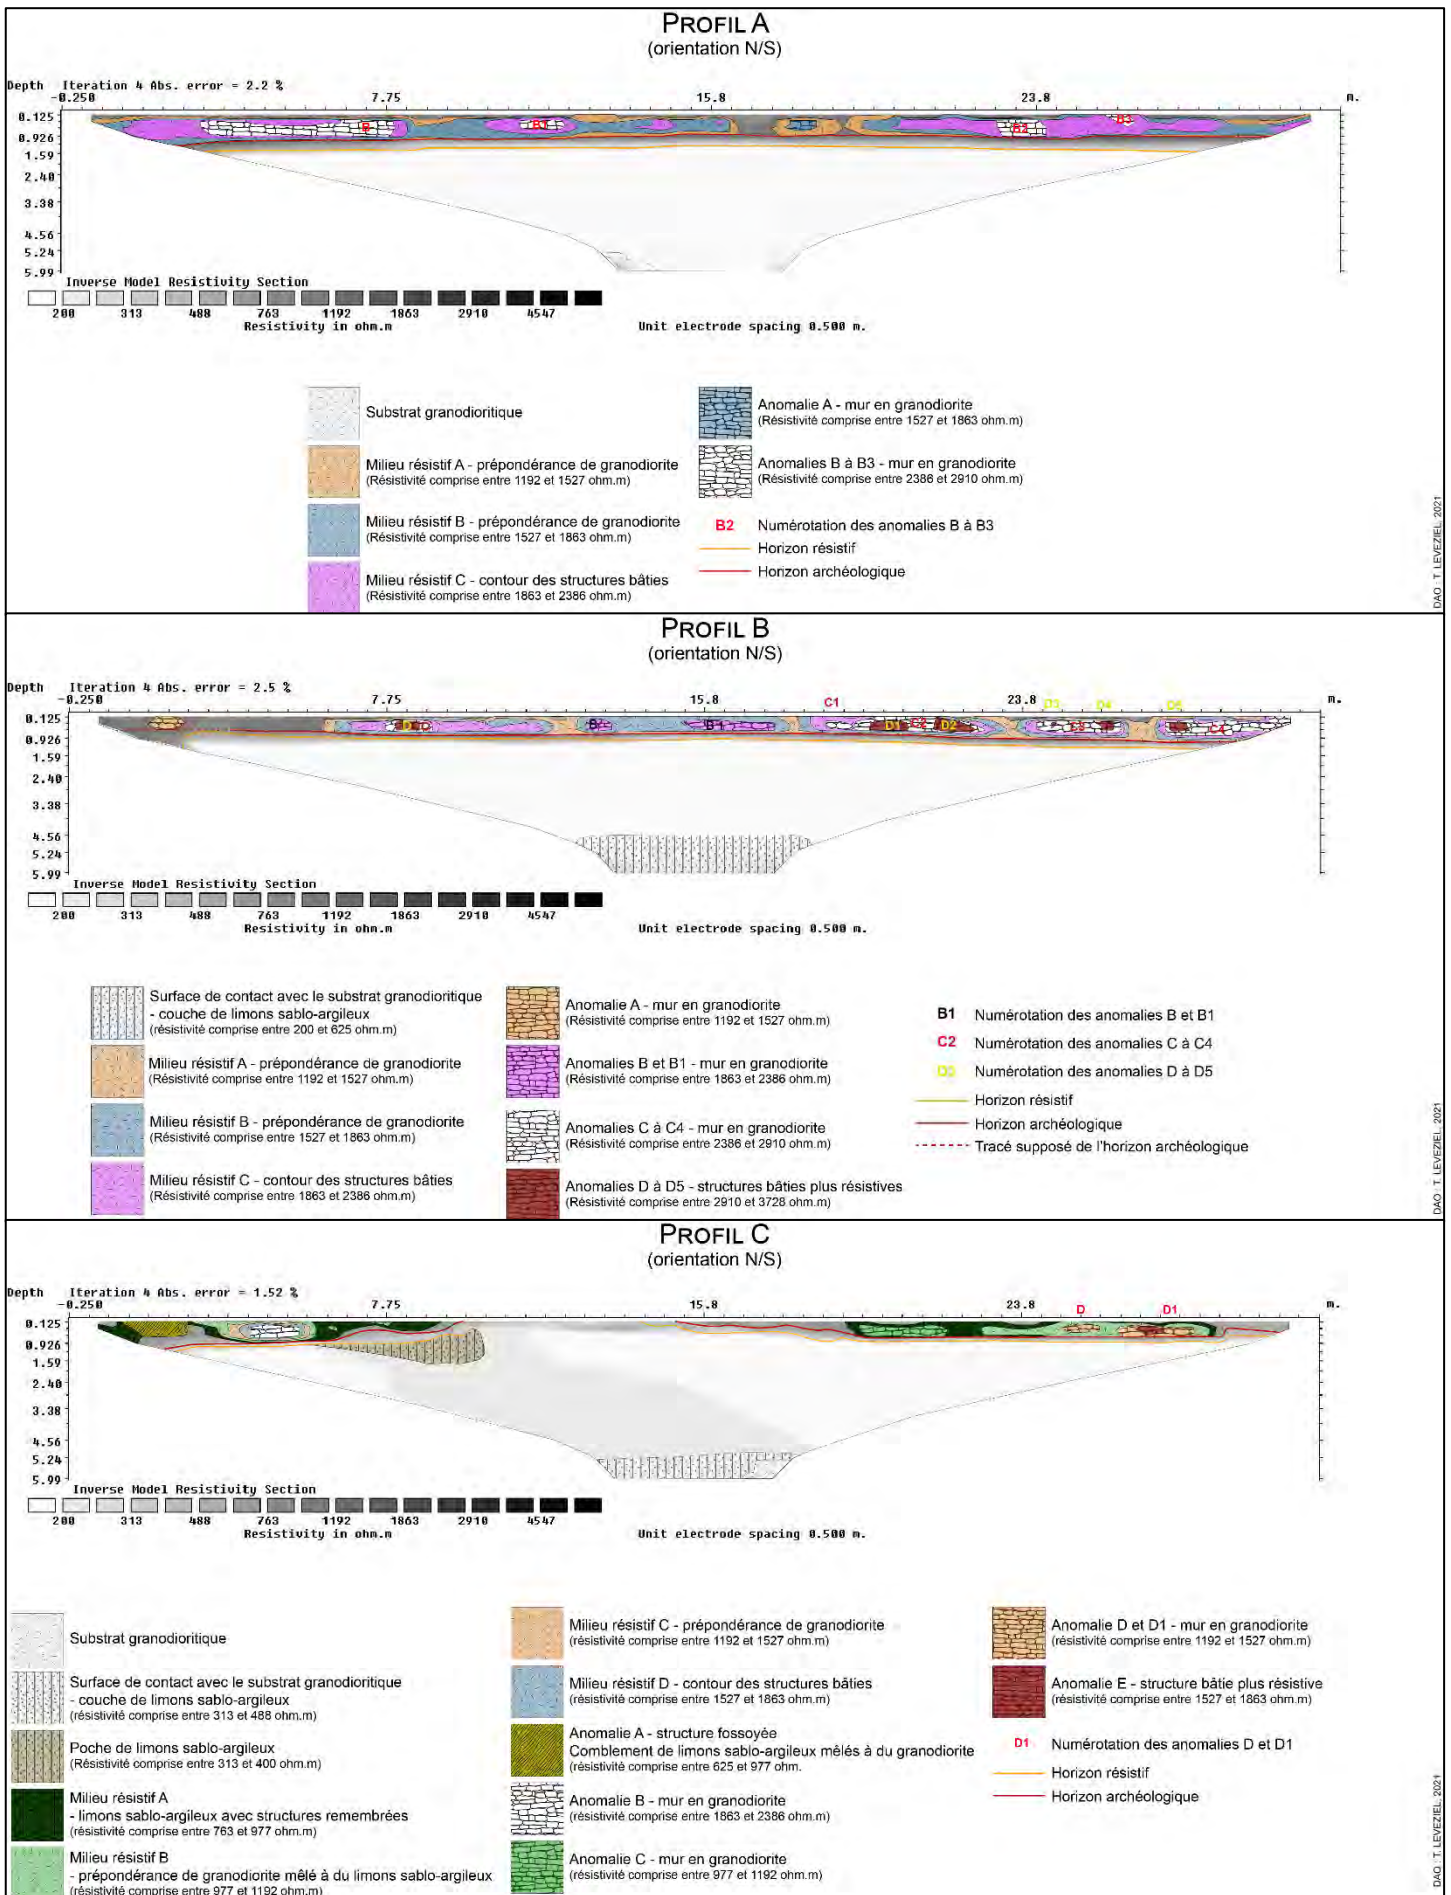 PROFIL A
(orientation N/S)
Depth Iteration 4 Abs. error = 2.2 %
-0.250 7.75 15.8 23.8 m.
0.125
0.926
1.59
2.40
3.38
4.56
5.24
5.99
B B1 B2 B3
Inverse Model Resistivity Section
200 313 488 763 1192 1863 2910 4547
Resistivity in ohm.m Unit electrode spacing 0.500 m.
Substrat granodioritique
Milieu résistif A - prépondérance de granodiorite
(Résistivité comprise entre 1192 et 1527 ohm.m)
Milieu résistif B - prépondérance de granodiorite
(Résistivité comprise entre 1527 et 1863 ohm.m)
Milieu résistif C - contour des structures bâties
(Résistivité comprise entre 1863 et 2386 ohm.m)
Anomalie A - mur en granodiorite
(Résistivité comprise entre 1527 et 1863 ohm.m)
Anomalies B à B3 - mur en granodiorite
(Résistivité comprise entre 2386 et 2910 ohm.m)
B2 Numérotation des anomalies B à B3
Horizon résistif
Horizon archéologique
DAO : T. LEVEZIEL, 2021
PROFIL B
(orientation N/S)
Depth Iteration 4 Abs. error = 2.5 %
-0.250 7.75 15.8 23.8 m.
C1 D3 D4 D5
0.125
0.926
1.59
2.40
3.38
4.56
5.24
5.99
D C B B1 D1 C2 D2 C3 C4
Inverse Model Resistivity Section
200 313 488 763 1192 1863 2910 4547
Resistivity in ohm.m Unit electrode spacing 0.500 m.
Surface de contact avec le substrat granodioritique
- couche de limons sablo-argileux
(résistivité comprise entre 200 et 625 ohm.m)
Milieu résistif A - prépondérance de granodiorite
(Résistivité comprise entre 1192 et 1527 ohm.m)
Milieu résistif B - prépondérance de granodiorite
(Résistivité comprise entre 1527 et 1863 ohm.m)
Milieu résistif C - contour des structures bâties
(Résistivité comprise entre 1863 et 2386 ohm.m)
Anomalie A - mur en granodiorite
(Résistivité comprise entre 1192 et 1527 ohm.m)
Anomalies B et B1 - mur en granodiorite
(Résistivité comprise entre 1863 et 2386 ohm.m)
Anomalies C à C4 - mur en granodiorite
(Résistivité comprise entre 2386 et 2910 ohm.m)
Anomalies D à D5 - structures bâties plus résistives
(Résistivité comprise entre 2910 et 3728 ohm.m)
B1 Numérotation des anomalies B et B1
C2 Numérotation des anomalies C à C4
Numérotation des anomalies D à D5
Horizon résistif
Horizon archéologique
Tracé supposé de l'horizon archéologique
DAO : T. LEVEZIEL, 2021
PROFIL C
(orientation N/S)
Depth Iteration 4 Abs. error = 1.52 %
-0.250 7.75 15.8 23.8 m.
D D1
0.125
0.926
1.59
2.40
3.38
4.56
5.24
5.99
Inverse Model Resistivity Section
200 313 488 763 1192 1863 2910 4547
Resistivity in ohm.m Unit electrode spacing 0.500 m.
Substrat granodioritique
Surface de contact avec le substrat granodioritique
- couche de limons sablo-argileux
(résistivité comprise entre 313 et 488 ohm.m)
Poche de limons sablo-argileux
(Résistivité comprise entre 313 et 400 ohm.m)
Milieu résistif A
- limons sablo-argileux avec structures remembrées
(résistivité comprise entre 763 et 977 ohm.m)
Milieu résistif B
- prépondérance de granodiorite mêlé à du limons sablo-argileux
(résistivité comprise entre 977 et 1192 ohm.m)
Milieu résistif C - prépondérance de granodiorite
(résistivité comprise entre 1192 et 1527 ohm.m)
Milieu résistif D - contour des structures bâties
(résistivité comprise entre 1527 et 1863 ohm.m)
Anomalie A - structure fossoyée
Comblement de limons sablo-argileux mêlés à du granodiorite
(résistivité comprise entre 625 et 977 ohm.
Anomalie B - mur en granodiorite
(résistivité comprise entre 1863 et 2386 ohm.m)
Anomalie C - mur en granodiorite
(résistivité comprise entre 977 et 1192 ohm.m)
Anomalie D et D1 - mur en granodiorite
(résistivité comprise entre 1192 et 1527 ohm.m)
Anomalie E - structure bâtie plus résistive
(résistivité comprise entre 1527 et 1863 ohm.m)
D1 Numérotation des anomalies D et D1
Horizon résistif
Horizon archéologique
DAO : T. LEVEZIEL, 2021